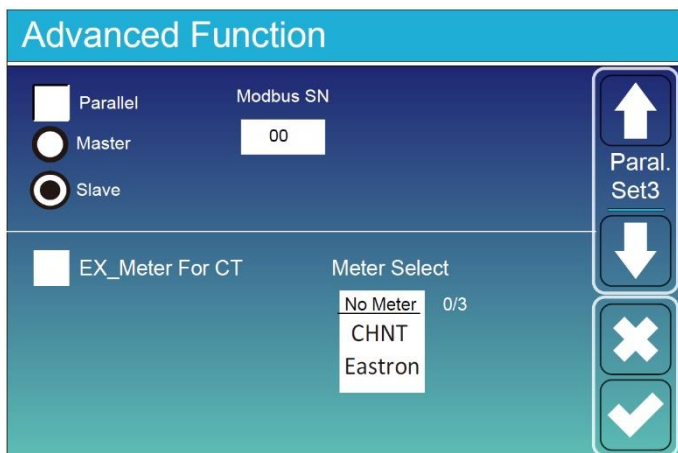 Advanced Function
Parallel
Modbus SN
Master
00
Slave
Paral.
Set3
EX_Meter For CT
Meter Select
No Meter
0/3
CHNT
Eastron